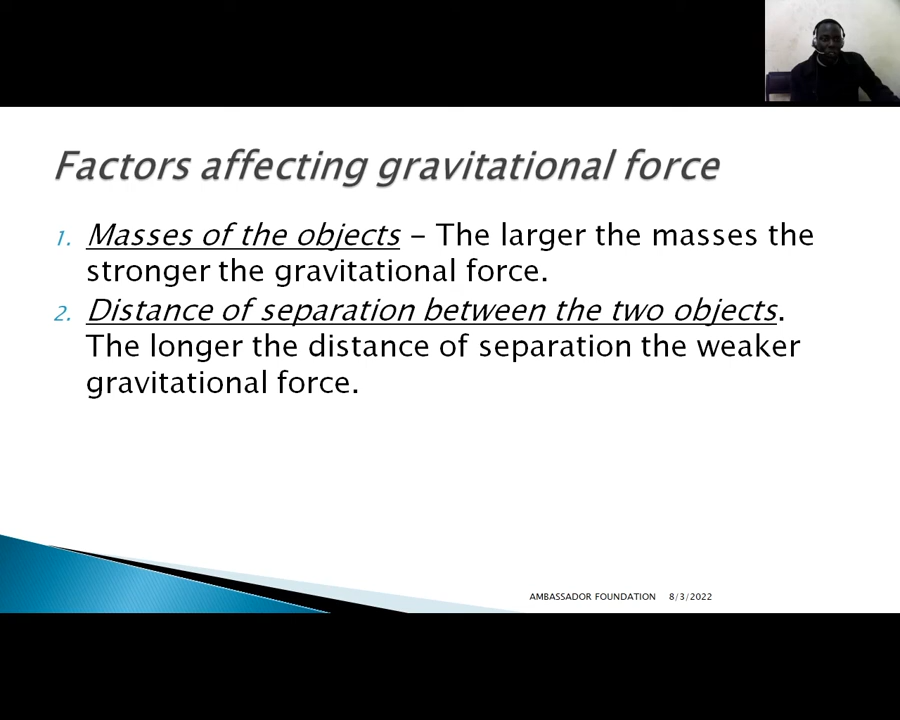 Factors affecting gravitational force
1. Masses of the objects – The larger the masses the
stronger the gravitational force.
2. Distance of separation between the two objects.
The longer the distance of separation the weaker
gravitational force.
AMBASSADOR FOUNDATION 8/3/2022